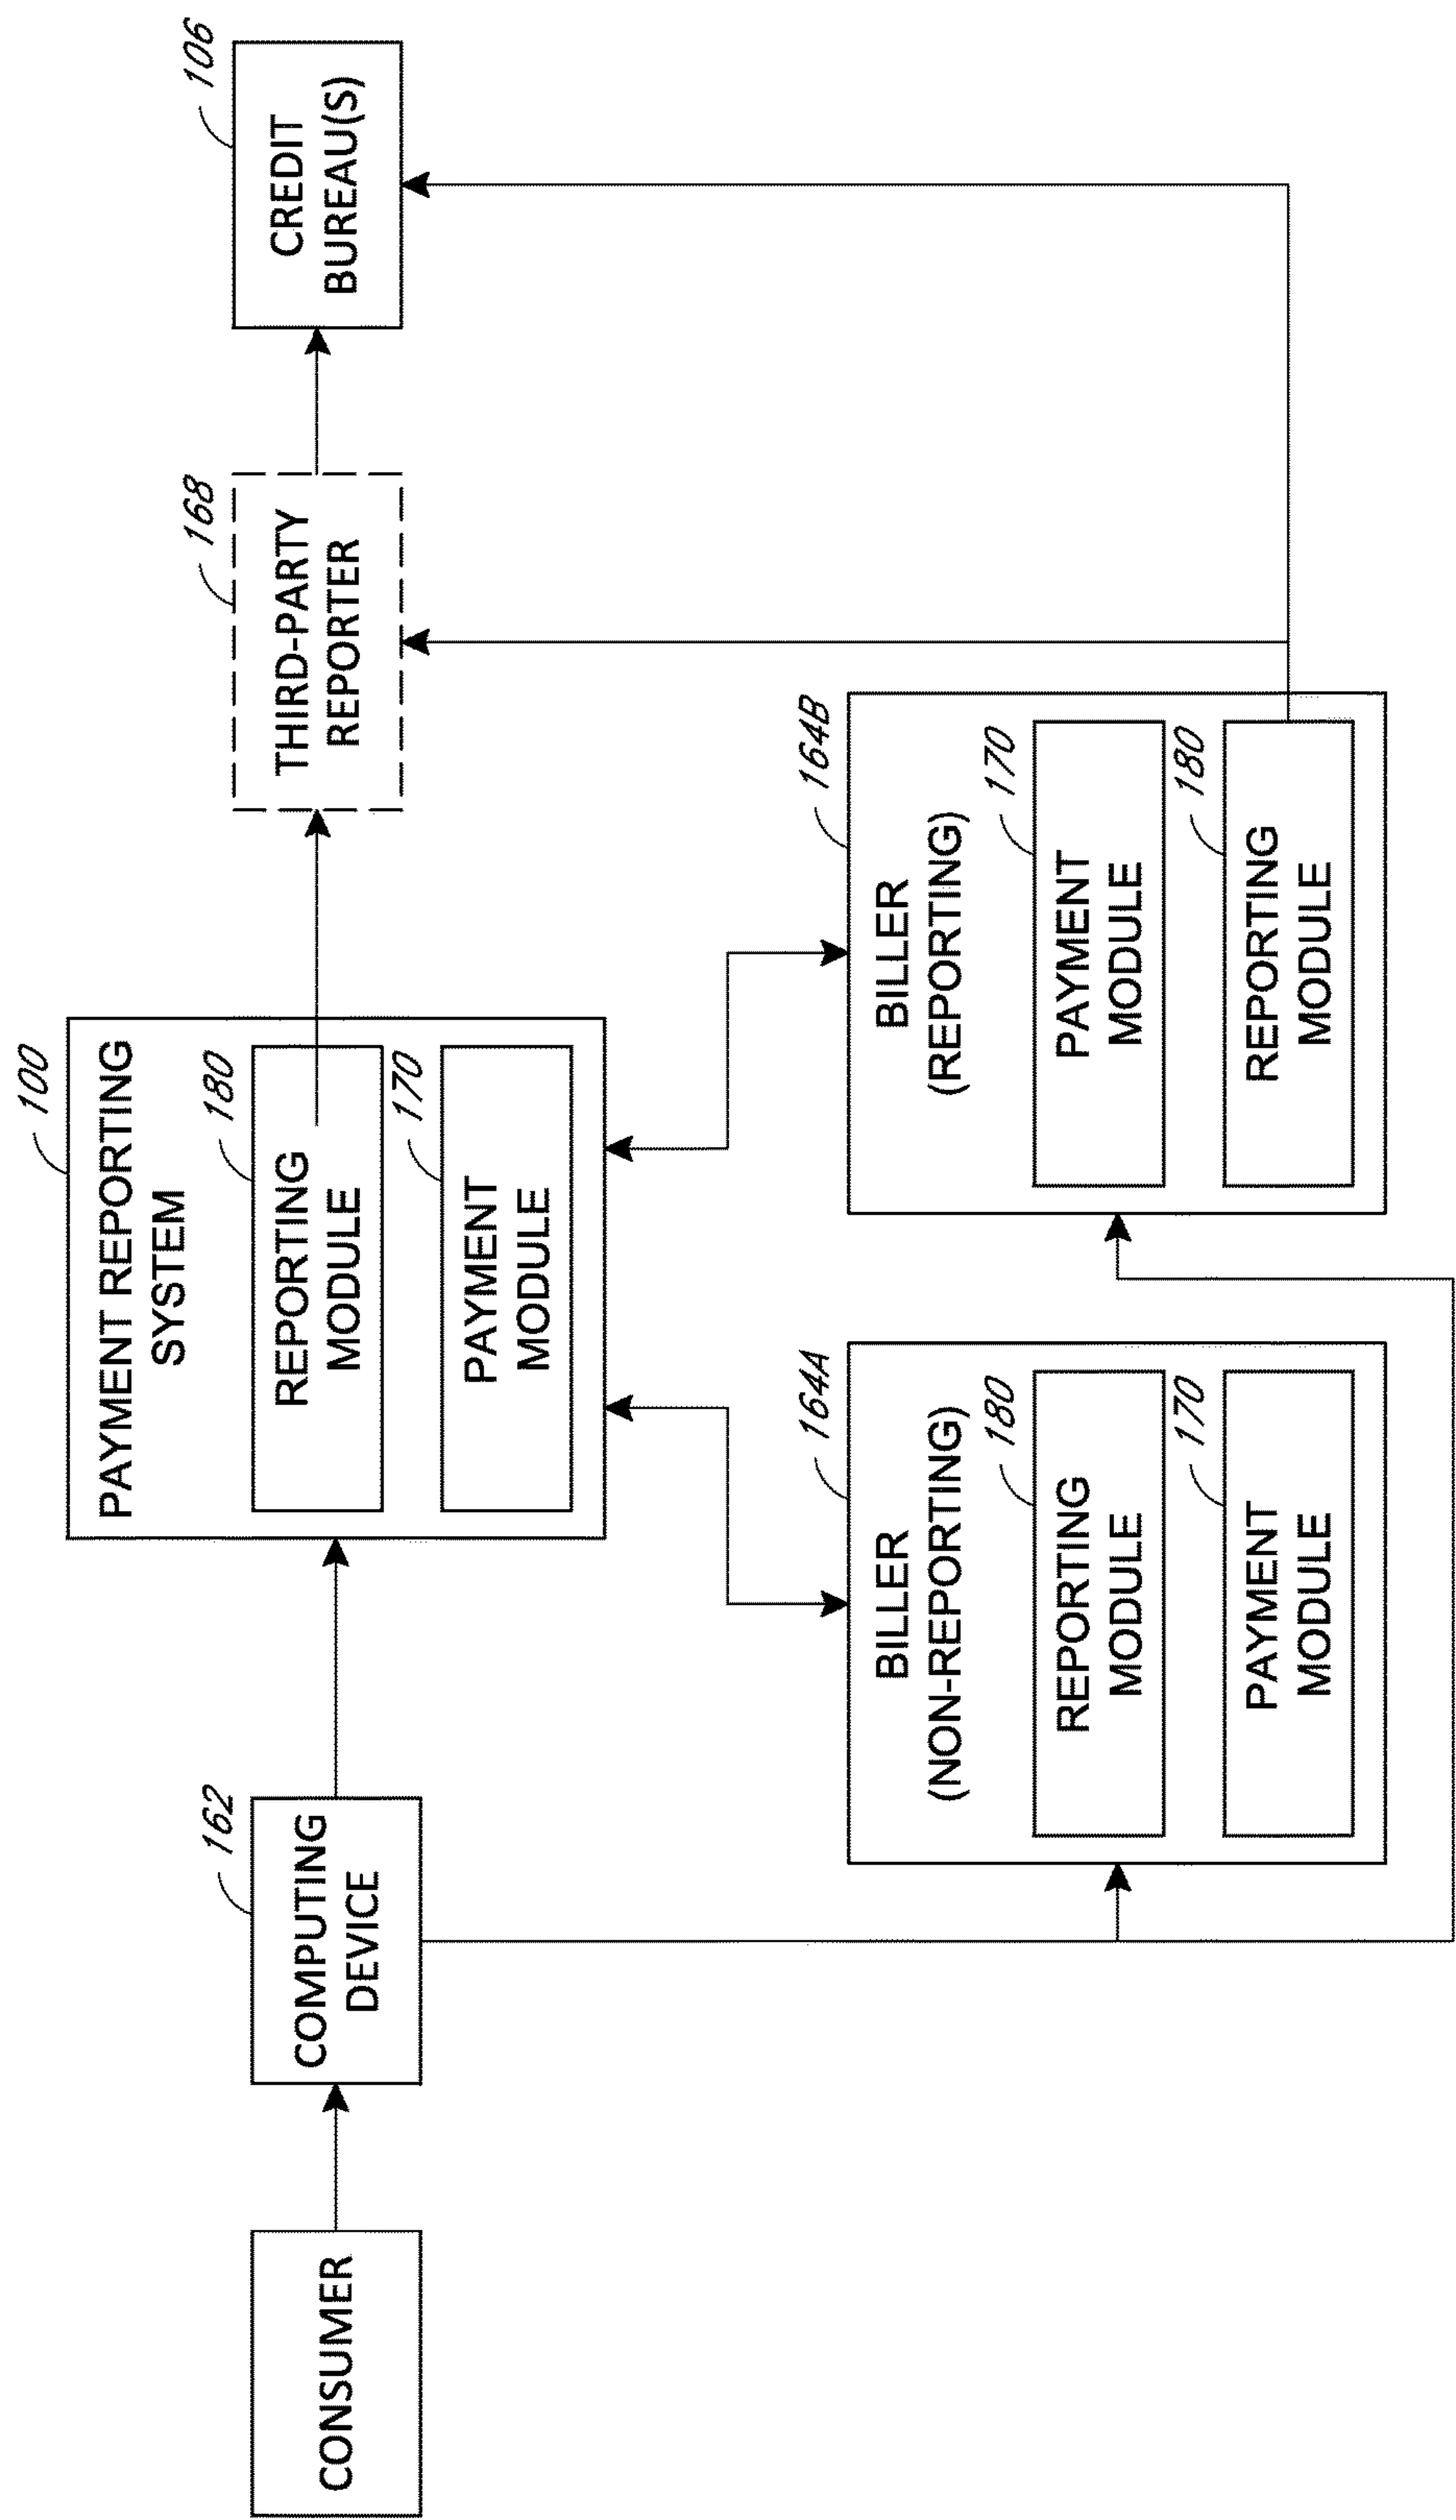 CONSUMER
162
COMPUTING
DEVICE
100
PAYMENT REPORTING
SYSTEM
180
REPORTING
MODULE
170
PAYMENT
MODULE
168
THIRD-PARTY
REPORTER
106
CREDIT
BUREAU(S)
164A
BILLER
(NON-REPORTING)
180
REPORTING
MODULE
170
PAYMENT
MODULE
164B
BILLER
(REPORTING)
170
PAYMENT
MODULE
180
REPORTING
MODULE